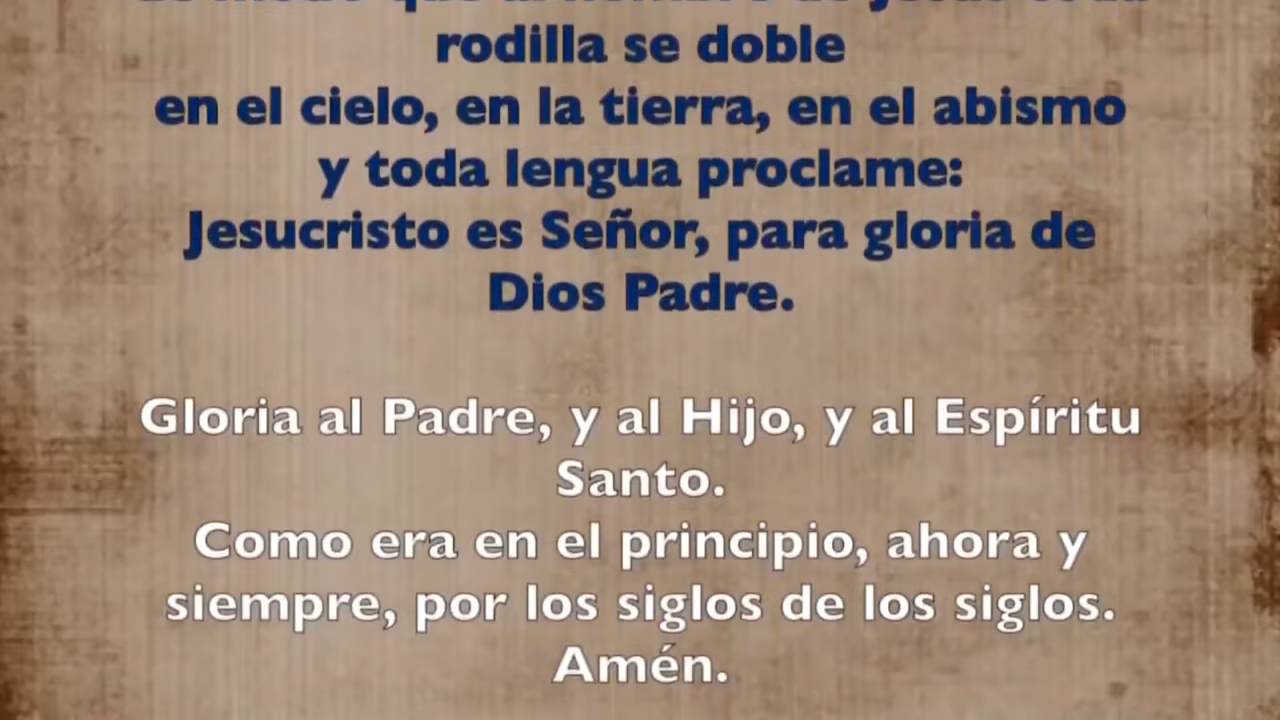 rodilla se doble
en el cielo, en la tierra, en el abismo
y toda lengua proclame:
Jesucristo es Señor, para gloria de
Dios Padre.
Gloria al Padre, y al Hijo, y al Espíritu
Santo.
Como era en el principio, ahora y
siempre, por los siglos de los siglos.
Amén.